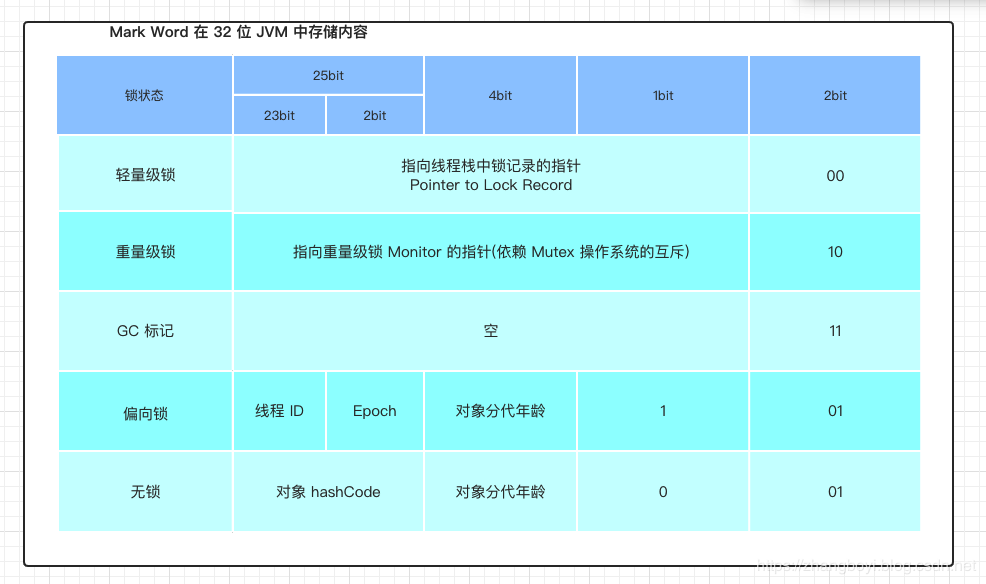 Mark Word 在 32 位 JVM 中存储内容
锁状态
25bit
4bit
1bit
2bit
23bit
2bit
轻量级锁
指向线程栈中锁记录的指针
Pointer to Lock Record
00
重量级锁
指向重量级锁 Monitor 的指针(依赖 Mutex 操作系统的互斥)
10
GC 标记
空
11
偏向锁
线程 ID
Epoch
对象分代年龄
1
01
无锁
对象 hashCode
对象分代年龄
0
01